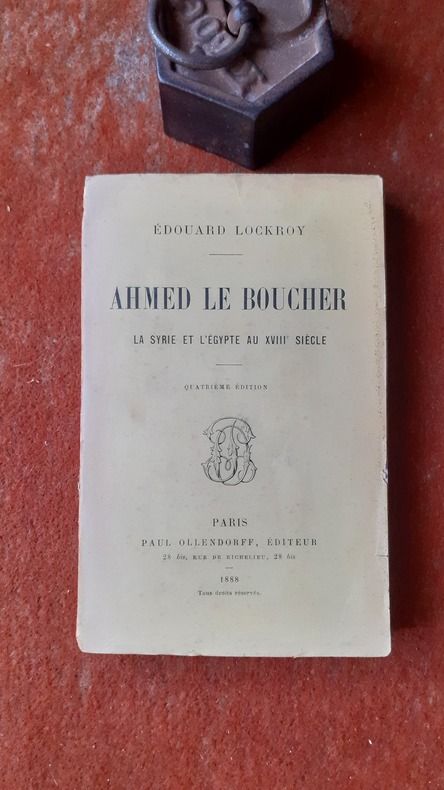 ÉDOUARD LOCKROY
AHMED LE BOUCHER
LA SYRIE ET L'ÉGYPTE AU XVIIIᵉ SIÈCLE
QUATRIÈME ÉDITION
PARIS
PAUL OLLENDORFF, ÉDITEUR
28 bis, RUE DE RICHELIEU, 28 bis
1888
Tous droits réservés.